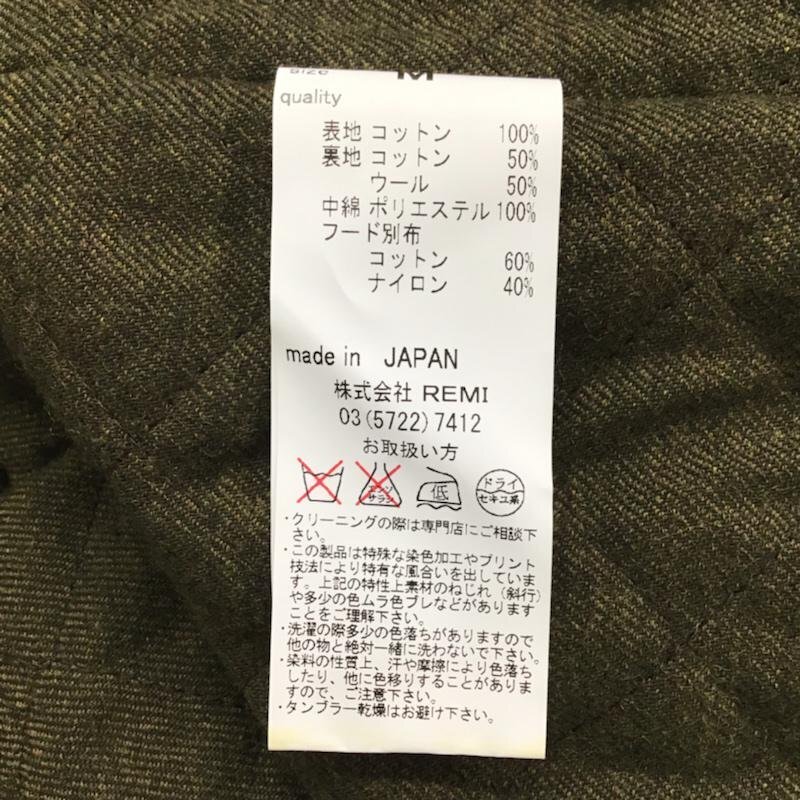 size M
quality
表地 コットン 100%
裏地 コットン 50%
ウール 50%
中綿 ポリエステル 100%
フード別布
コットン 60%
ナイロン 40%
made in JAPAN
株式会社 REMI
03(5722)7412
お取扱い方
エンソ
サラシ
低
ドライ
セキユ系
・クリーニングの際は専門店にご相談下
さい。
・この製品は特殊な染色加工やプリント
技法により特有な風合いを出していま
す。上記の特性上素材のねじれ（斜行）
や多少の色ムラ色ブレなどがあります
ことをご理解下さい。
・洗濯の際多少の色落ちがありますので
他の物と絶対一緒に洗わないで下さい。
・染料の性質上、汗や摩擦により色落ち
したり、他に色移りすることがありま
すので、ご注意下さい。
・タンブラー乾燥はお避け下さい。